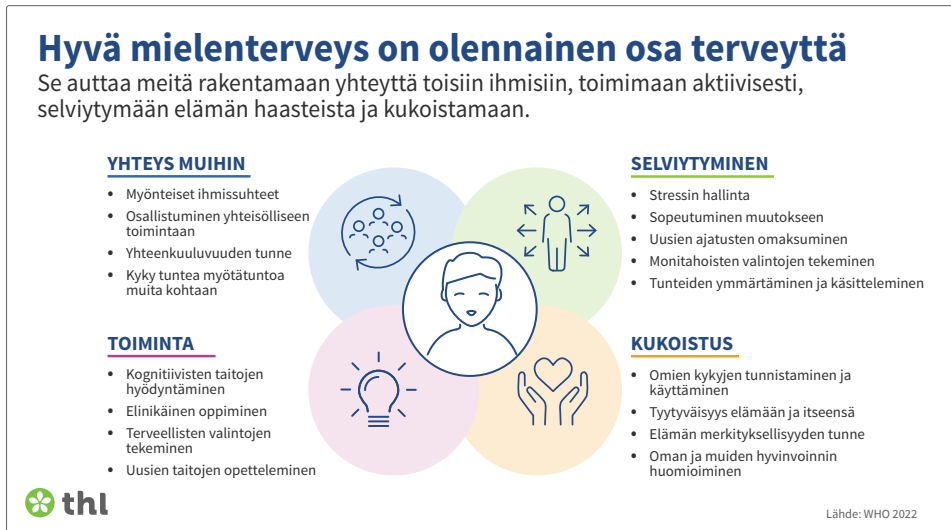 Hyvä mielenterveys on olennainen osa terveyttä
Se auttaa meitä rakentamaan yhteyttä toisiin ihmisiin, toimimaan aktiivisesti,
selviytymään elämän haasteista ja kukoistamaan.
YHTEYS MUIHIN
• Myönteiset ihmissuhteet
• Osallistuminen yhteisölliseen
toimintaan
• Yhteenkuuluvuuden tunne
• Kyky tuntea myötätuntoa
muita kohtaan
SELVIYTYMINEN
• Stressin hallinta
• Sopeutuminen muutokseen
• Uusien ajatusten omaksuminen
• Monitahoisten valintojen tekeminen
• Tunteiden ymmärtäminen ja käsitteleminen
TOIMINTA
• Kognitiivisten taitojen
hyödyntäminen
• Elinikäinen oppiminen
• Terveellisten valintojen
tekeminen
• Uusien taitojen opetteleminen
KUKOISTUS
• Omien kykyjen tunnistaminen ja
käyttäminen
• Tyytyväisyys elämään ja itseensä
• Elämän merkityksellisyyden tunne
• Oman ja muiden hyvinvoinnin
huomioiminen
thl
Lähde: WHO 2022